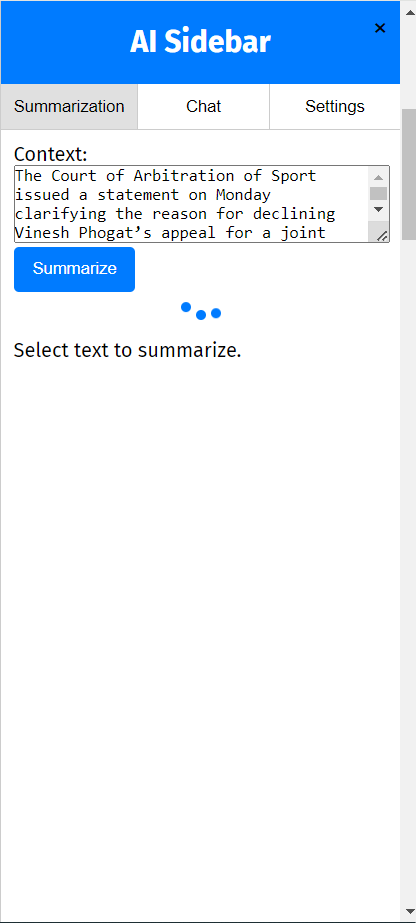 AI Sidebar
×
Summarization Chat Settings
Context:
The Court of Arbitration of Sport
issued a statement on Monday
clarifying the reason for declining
Vinesh Phogat’s appeal for a joint
Summarize
Select text to summarize.